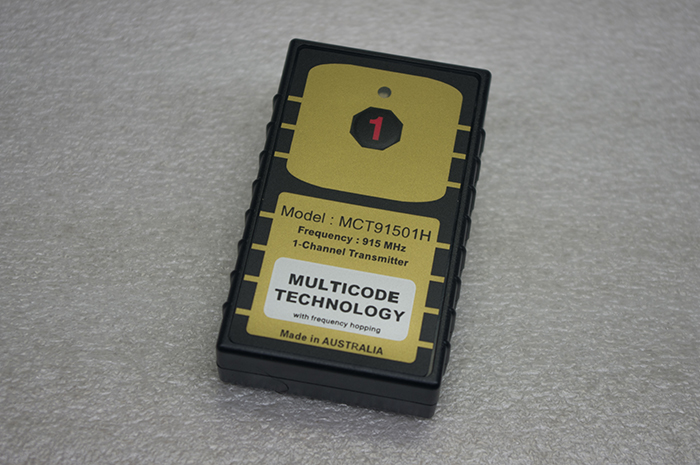 1
Model : MCT91501H
Frequency : 915 MHz
1-Channel Transmitter
MULTICODE
TECHNOLOGY
with frequency hopping
Made in AUSTRALIA